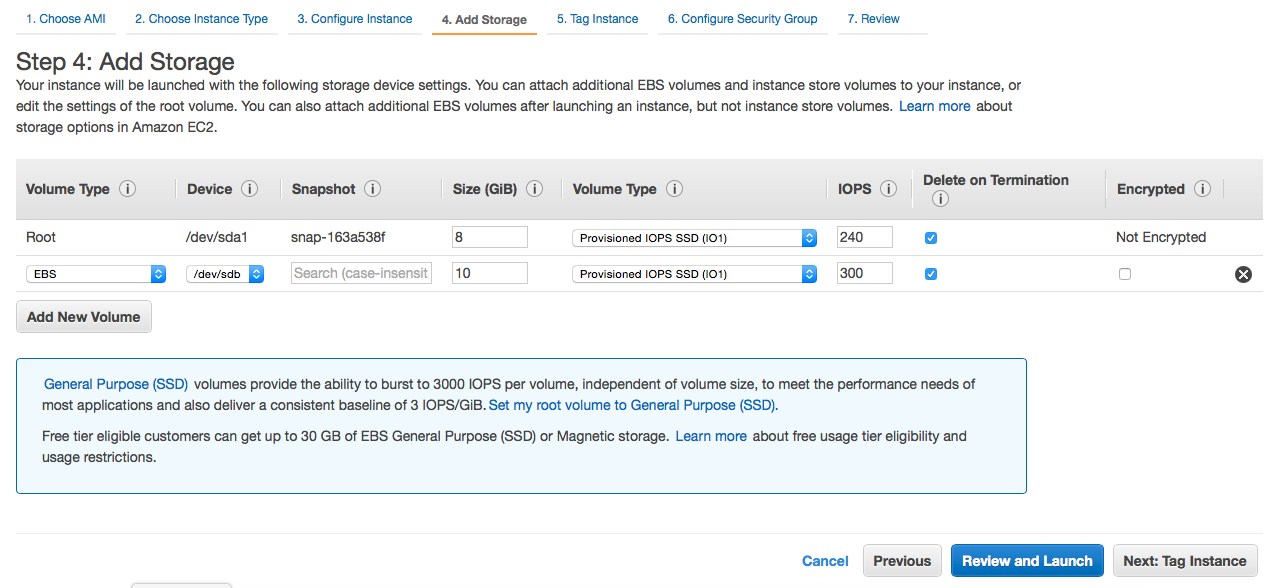 1. Choose AMI 2. Choose Instance Type 3. Configure Instance 4. Add Storage 5. Tag Instance 6. Configure Security Group 7. Review
Step 4: Add Storage
Your instance will be launched with the following storage device settings. You can attach additional EBS volumes and instance store volumes to your instance, or
edit the settings of the root volume. You can also attach additional EBS volumes after launching an instance, but not instance store volumes. Learn more about
storage options in Amazon EC2.
Volume Type i Device i Snapshot i Size (GiB) i Volume Type i IOPS i Delete on Termination i Encrypted i
Root /dev/sda1 snap-163a538f 8 Provisioned IOPS SSD (IO1) 240 Not Encrypted
EBS /dev/sdb Search (case-insensit 10 Provisioned IOPS SSD (IO1) 300
Add New Volume
General Purpose (SSD) volumes provide the ability to burst to 3000 IOPS per volume, independent of volume size, to meet the performance needs of
most applications and also deliver a consistent baseline of 3 IOPS/GiB. Set my root volume to General Purpose (SSD).
Free tier eligible customers can get up to 30 GB of EBS General Purpose (SSD) or Magnetic storage. Learn more about free usage tier eligibility and
usage restrictions.
Cancel Previous Review and Launch Next: Tag Instance